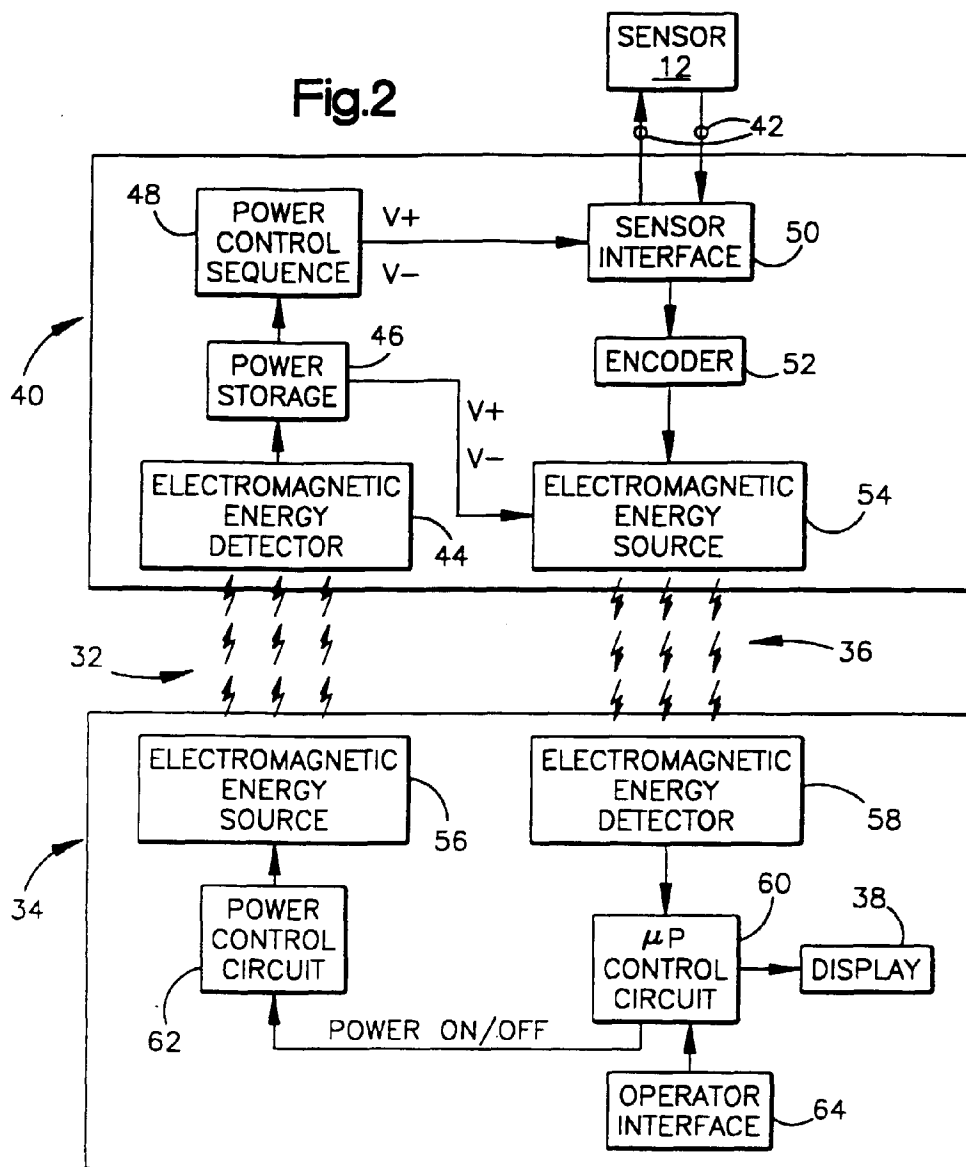 SENSOR
12
Fig.2
42
48
POWER
CONTROL
SEQUENCE
V+
V-
SENSOR
INTERFACE
50
46
POWER
STORAGE
ENCODER
52
40
V+
V-
ELECTROMAGNETIC
ENERGY
DETECTOR
44
ELECTROMAGNETIC
ENERGY
SOURCE
54
32
36
ELECTROMAGNETIC
ENERGY
SOURCE
56
ELECTROMAGNETIC
ENERGY
DETECTOR
58
34
POWER
CONTROL
CIRCUIT
62
60
μP
CONTROL
CIRCUIT
38
DISPLAY
POWER ON/OFF
OPERATOR
INTERFACE
64